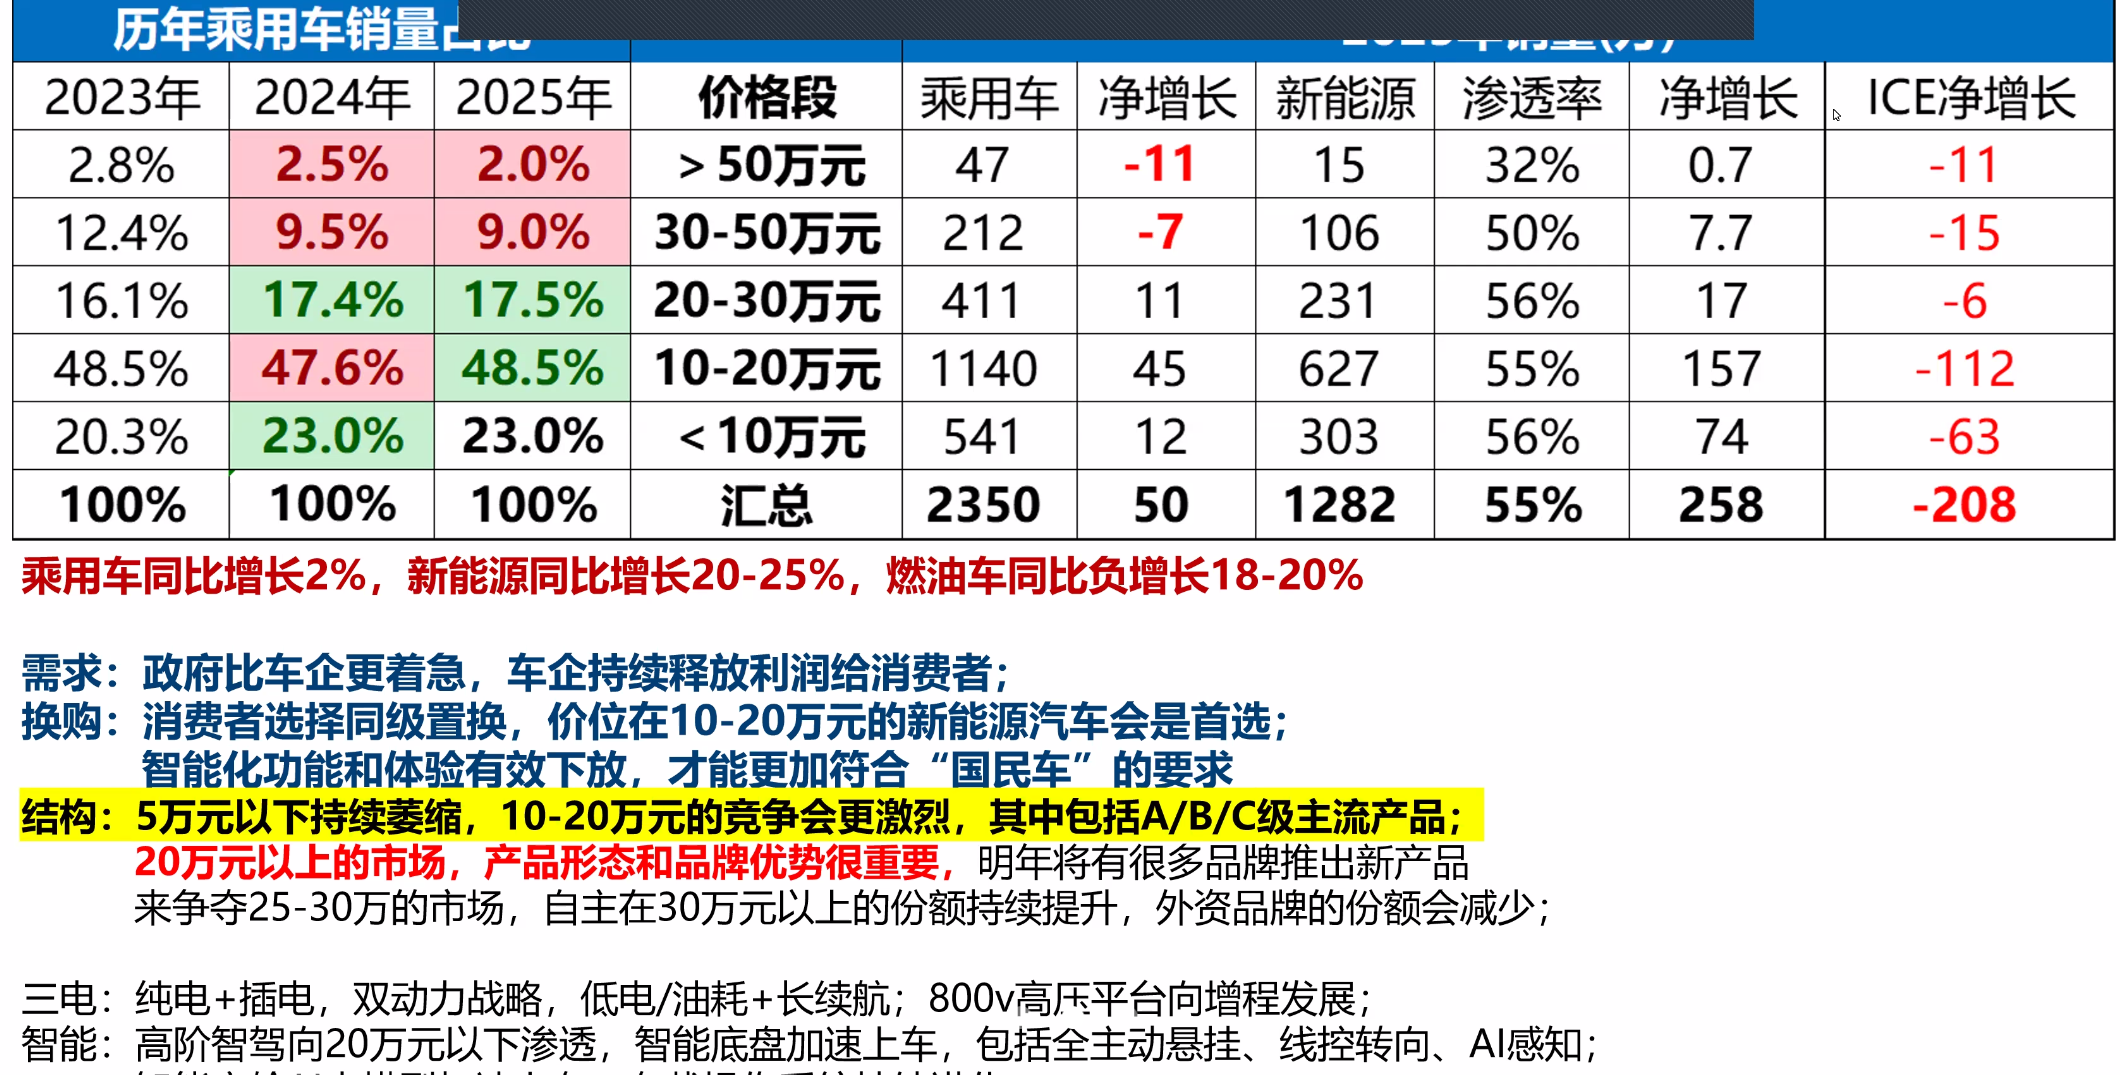 历年乘用车销量占比 2025年销量(万)
2023年 2024年 2025年 价格段 乘用车 净增长 新能源 渗透率 净增长 ICE净增长
2.8% 2.5% 2.0% >50万元 47 -11 15 32% 0.7 -11
12.4% 9.5% 9.0% 30-50万元 212 -7 106 50% 7.7 -15
16.1% 17.4% 17.5% 20-30万元 411 11 231 56% 17 -6
48.5% 47.6% 48.5% 10-20万元 1140 45 627 55% 157 -112
20.3% 23.0% 23.0% <10万元 541 12 303 56% 74 -63
100% 100% 100% 汇总 2350 50 1282 55% 258 -208
乘用车同比增长2%，新能源同比增长20-25%，燃油车同比负增长18-20%
需求：政府比车企更着急，车企持续释放利润给消费者；
换购：消费者选择同级置换，价位在10-20万元的新能源汽车会是首选；
智能化功能和体验有效下放，才能更加符合“国民车”的要求
结构：5万元以下持续萎缩，10-20万元的竞争会更激烈，其中包括A/B/C级主流产品；
20万元以上的市场，产品形态和品牌优势很重要，明年将有很多品牌推出新产品
来争夺25-30万的市场，自主在30万元以上的份额持续提升，外资品牌的份额会减少；
三电：纯电+插电，双动力战略，低电/油耗+长续航；800v高压平台向增程发展；
智能：高阶智驾向20万元以下渗透，智能底盘加速上车，包括全主动悬挂、线控转向、AI感知；